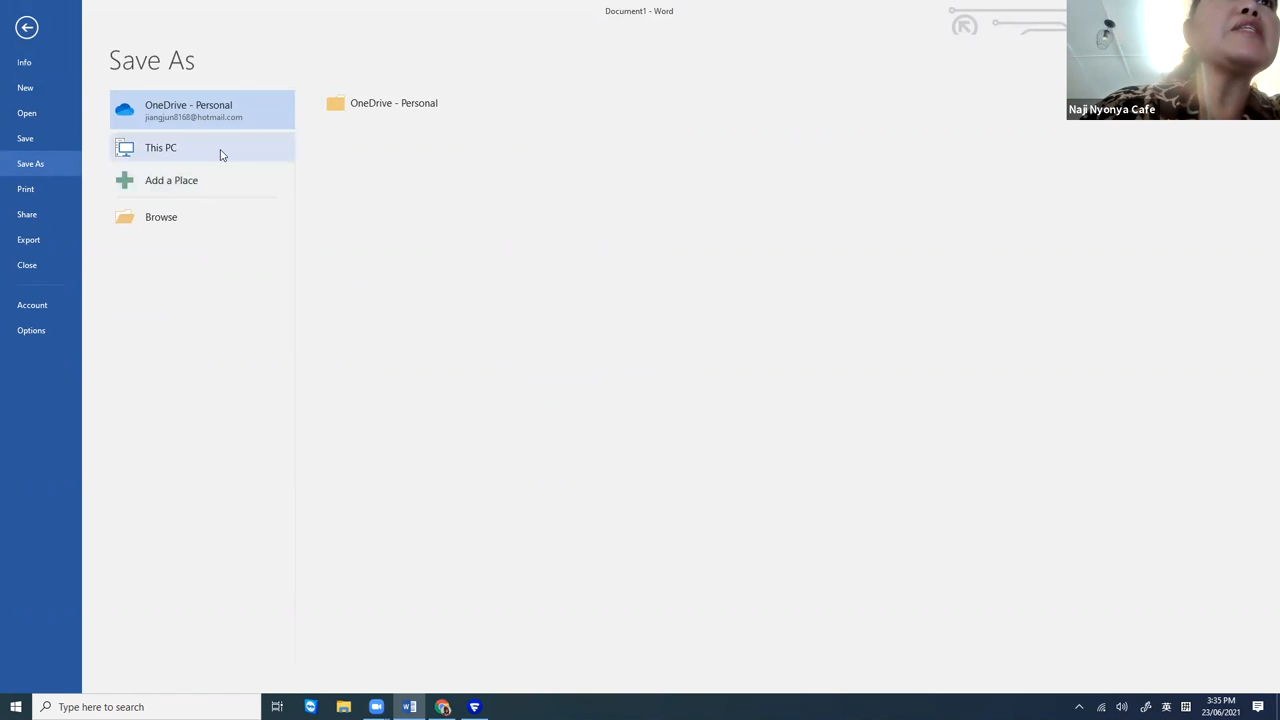 Document1 - Word
Save As
Info
New
Open
Save
Save As
Print
Share
Export
Close
Account
Options
OneDrive - Personal
jiangjun8168@hotmail.com
This PC
Add a Place
Browse
OneDrive - Personal
Naji Nyonya Cafe
Type here to search
英
拼
3:35 PM
23/06/2021